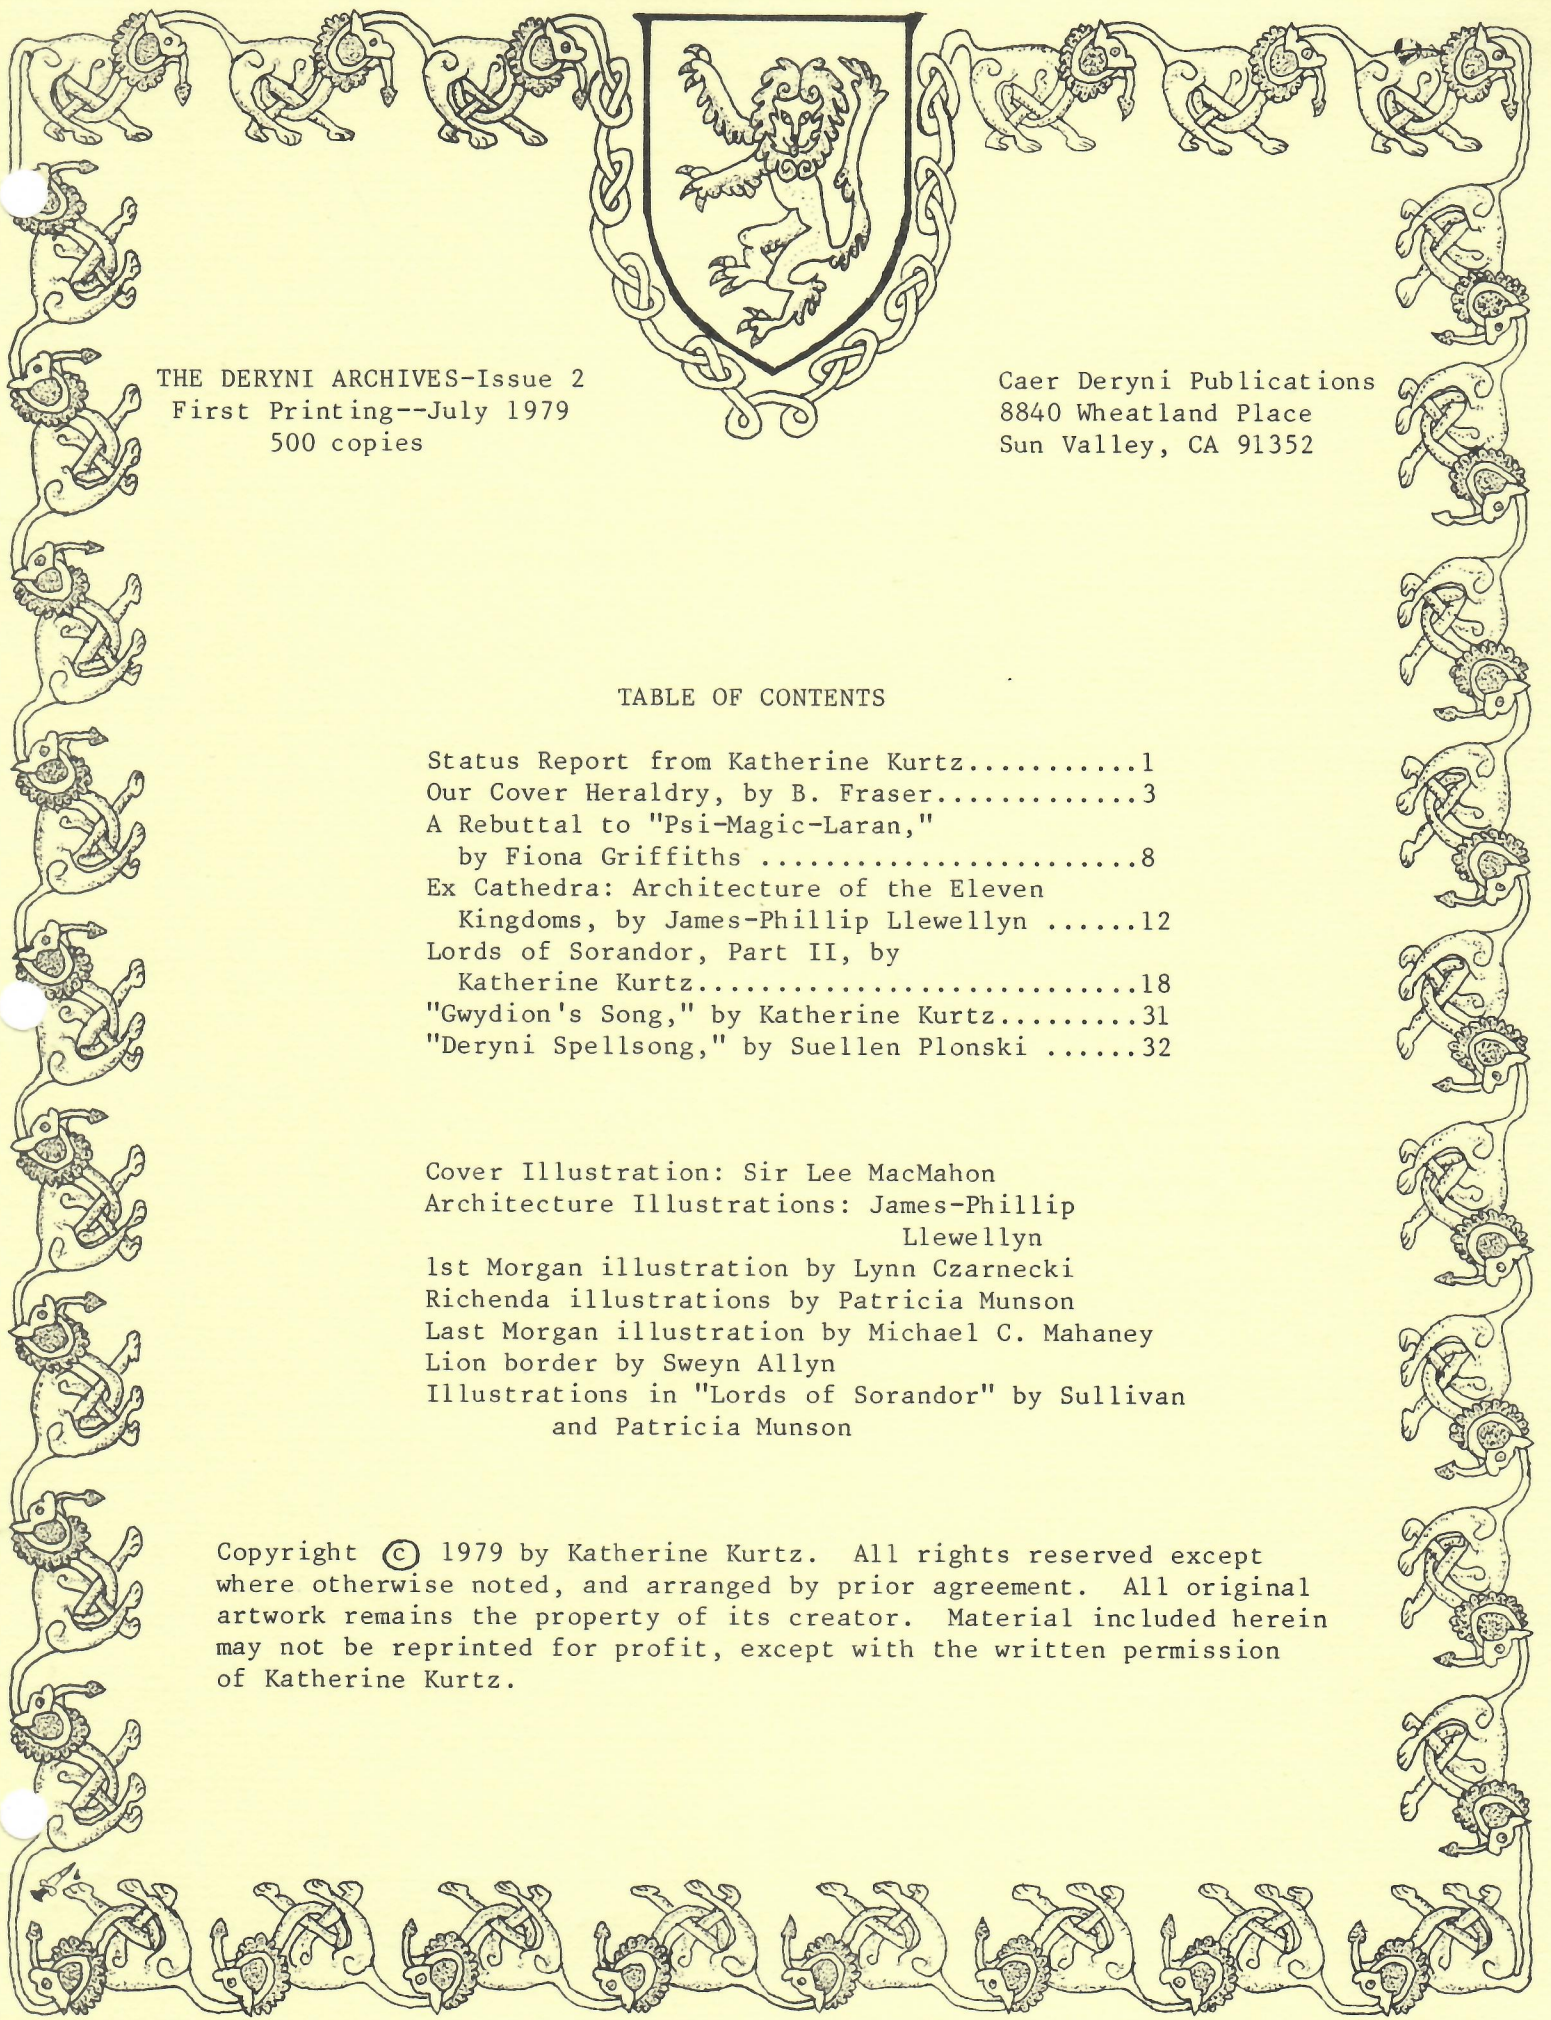 THE DERYNI ARCHIVES-Issue 2
First Printing--July 1979
500 copies
Caer Deryni Publications
8840 Wheatland Place
Sun Valley, CA 91352
TABLE OF CONTENTS
Status Report from Katherine Kurtz...........1
Our Cover Heraldry, by B. Fraser.............3
A Rebuttal to "Psi-Magic-Laran,"
by Fiona Griffiths ........................8
Ex Cathedra: Architecture of the Eleven
Kingdoms, by James-Phillip Llewellyn ......12
Lords of Sorandor, Part II, by
Katherine Kurtz............................18
"Gwydion's Song," by Katherine Kurtz.........31
"Deryni Spellsong," by Suellen Plonski ......32
Cover Illustration: Sir Lee MacMahon
Architecture Illustrations: James-Phillip
Llewellyn
1st Morgan illustration by Lynn Czarnecki
Richenda illustrations by Patricia Munson
Last Morgan illustration by Michael C. Mahaney
Lion border by Sweyn Allyn
Illustrations in "Lords of Sorandor" by Sullivan
and Patricia Munson
Copyright © 1979 by Katherine Kurtz. All rights reserved except
where otherwise noted, and arranged by prior agreement. All original
artwork remains the property of its creator. Material included herein
may not be reprinted for profit, except with the written permission
of Katherine Kurtz.